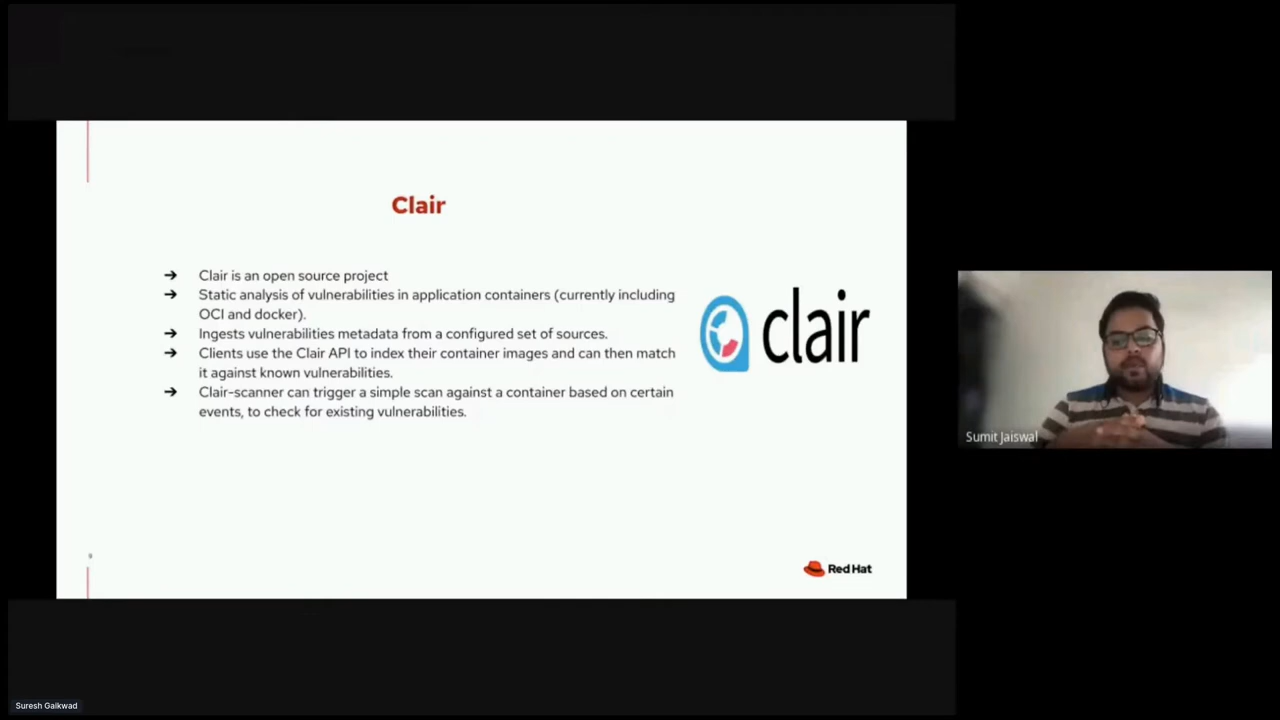 Clair
➔ Clair is an open source project
➔ Static analysis of vulnerabilities in application containers (currently including
OCI and docker).
➔ Ingests vulnerabilities metadata from a configured set of sources.
➔ Clients use the Clair API to index their container images and can then match
it against known vulnerabilities.
➔ Clair-scanner can trigger a simple scan against a container based on certain
events, to check for existing vulnerabilities.
clair
9
Red Hat
Sumit Jaiswal
Suresh Gaikwad